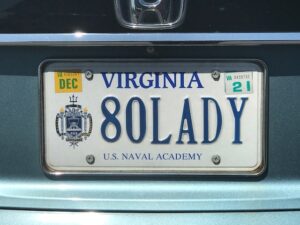 DEC
VIRGINIA
21
80LADY
U.S. NAVAL ACADEMY